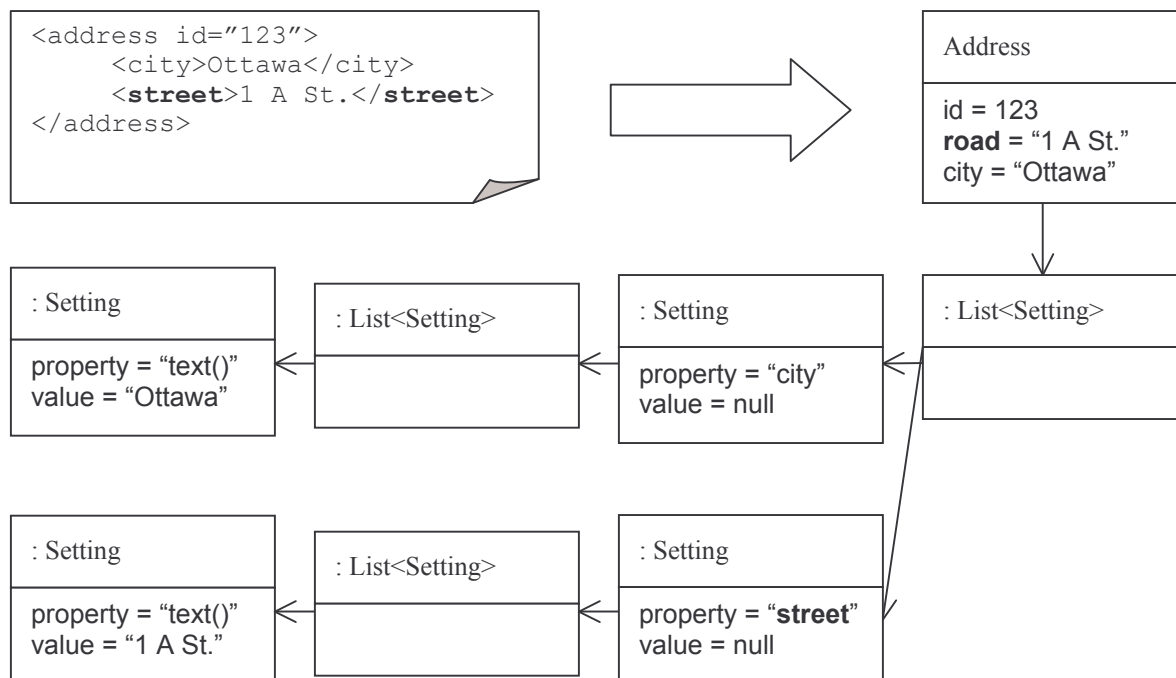 <address id=”123”>
<city>Ottawa</city>
<street>1 A St.</street>
</address>
Address
id = 123
road = “1 A St.”
city = “Ottawa”
: Setting
property = “text()”
value = “Ottawa”
: List<Setting>
: Setting
property = “city”
value = null
: List<Setting>
: Setting
property = “text()”
value = “1 A St.”
: List<Setting>
: Setting
property = “street”
value = null